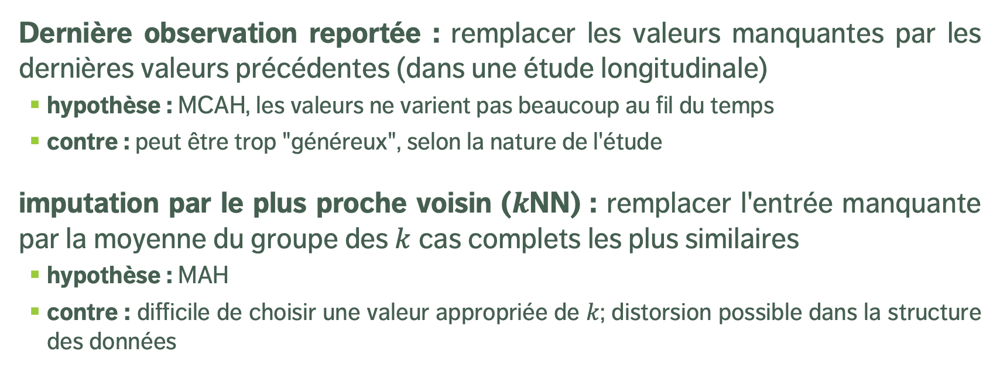 Dernière observation reportée : remplacer les valeurs manquantes par les
dernières valeurs précédentes (dans une étude longitudinale)
▪ hypothèse : MCAH, les valeurs ne varient pas beaucoup au fil du temps
▪ contre : peut être trop "généreux", selon la nature de l'étude
imputation par le plus proche voisin (kNN) : remplacer l'entrée manquante
par la moyenne du groupe des k cas complets les plus similaires
▪ hypothèse : MAH
▪ contre : difficile de choisir une valeur appropriée de k; distorsion possible dans la structure
des données